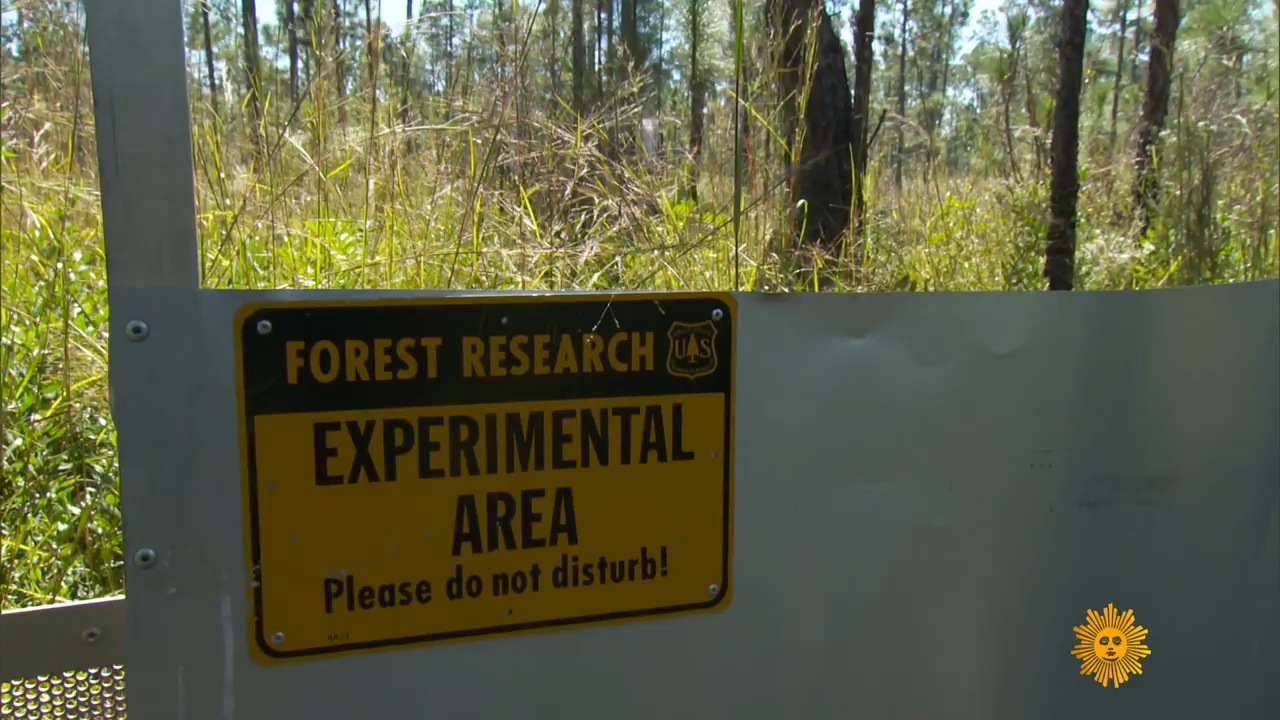 FOREST RESEARCH
U S
EXPERIMENTAL
AREA
Please do not disturb!